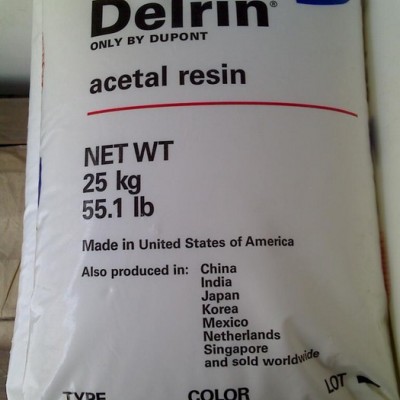 Delrin®
ONLY BY DUPONT
acetal resin
NET WT
25 kg
55.1 lb
Made in United States of America
Also produced in: China
India
Japan
Korea
Mexico
Netherlands
Singapore
and sold worldwide
TYPE COLOR LOT